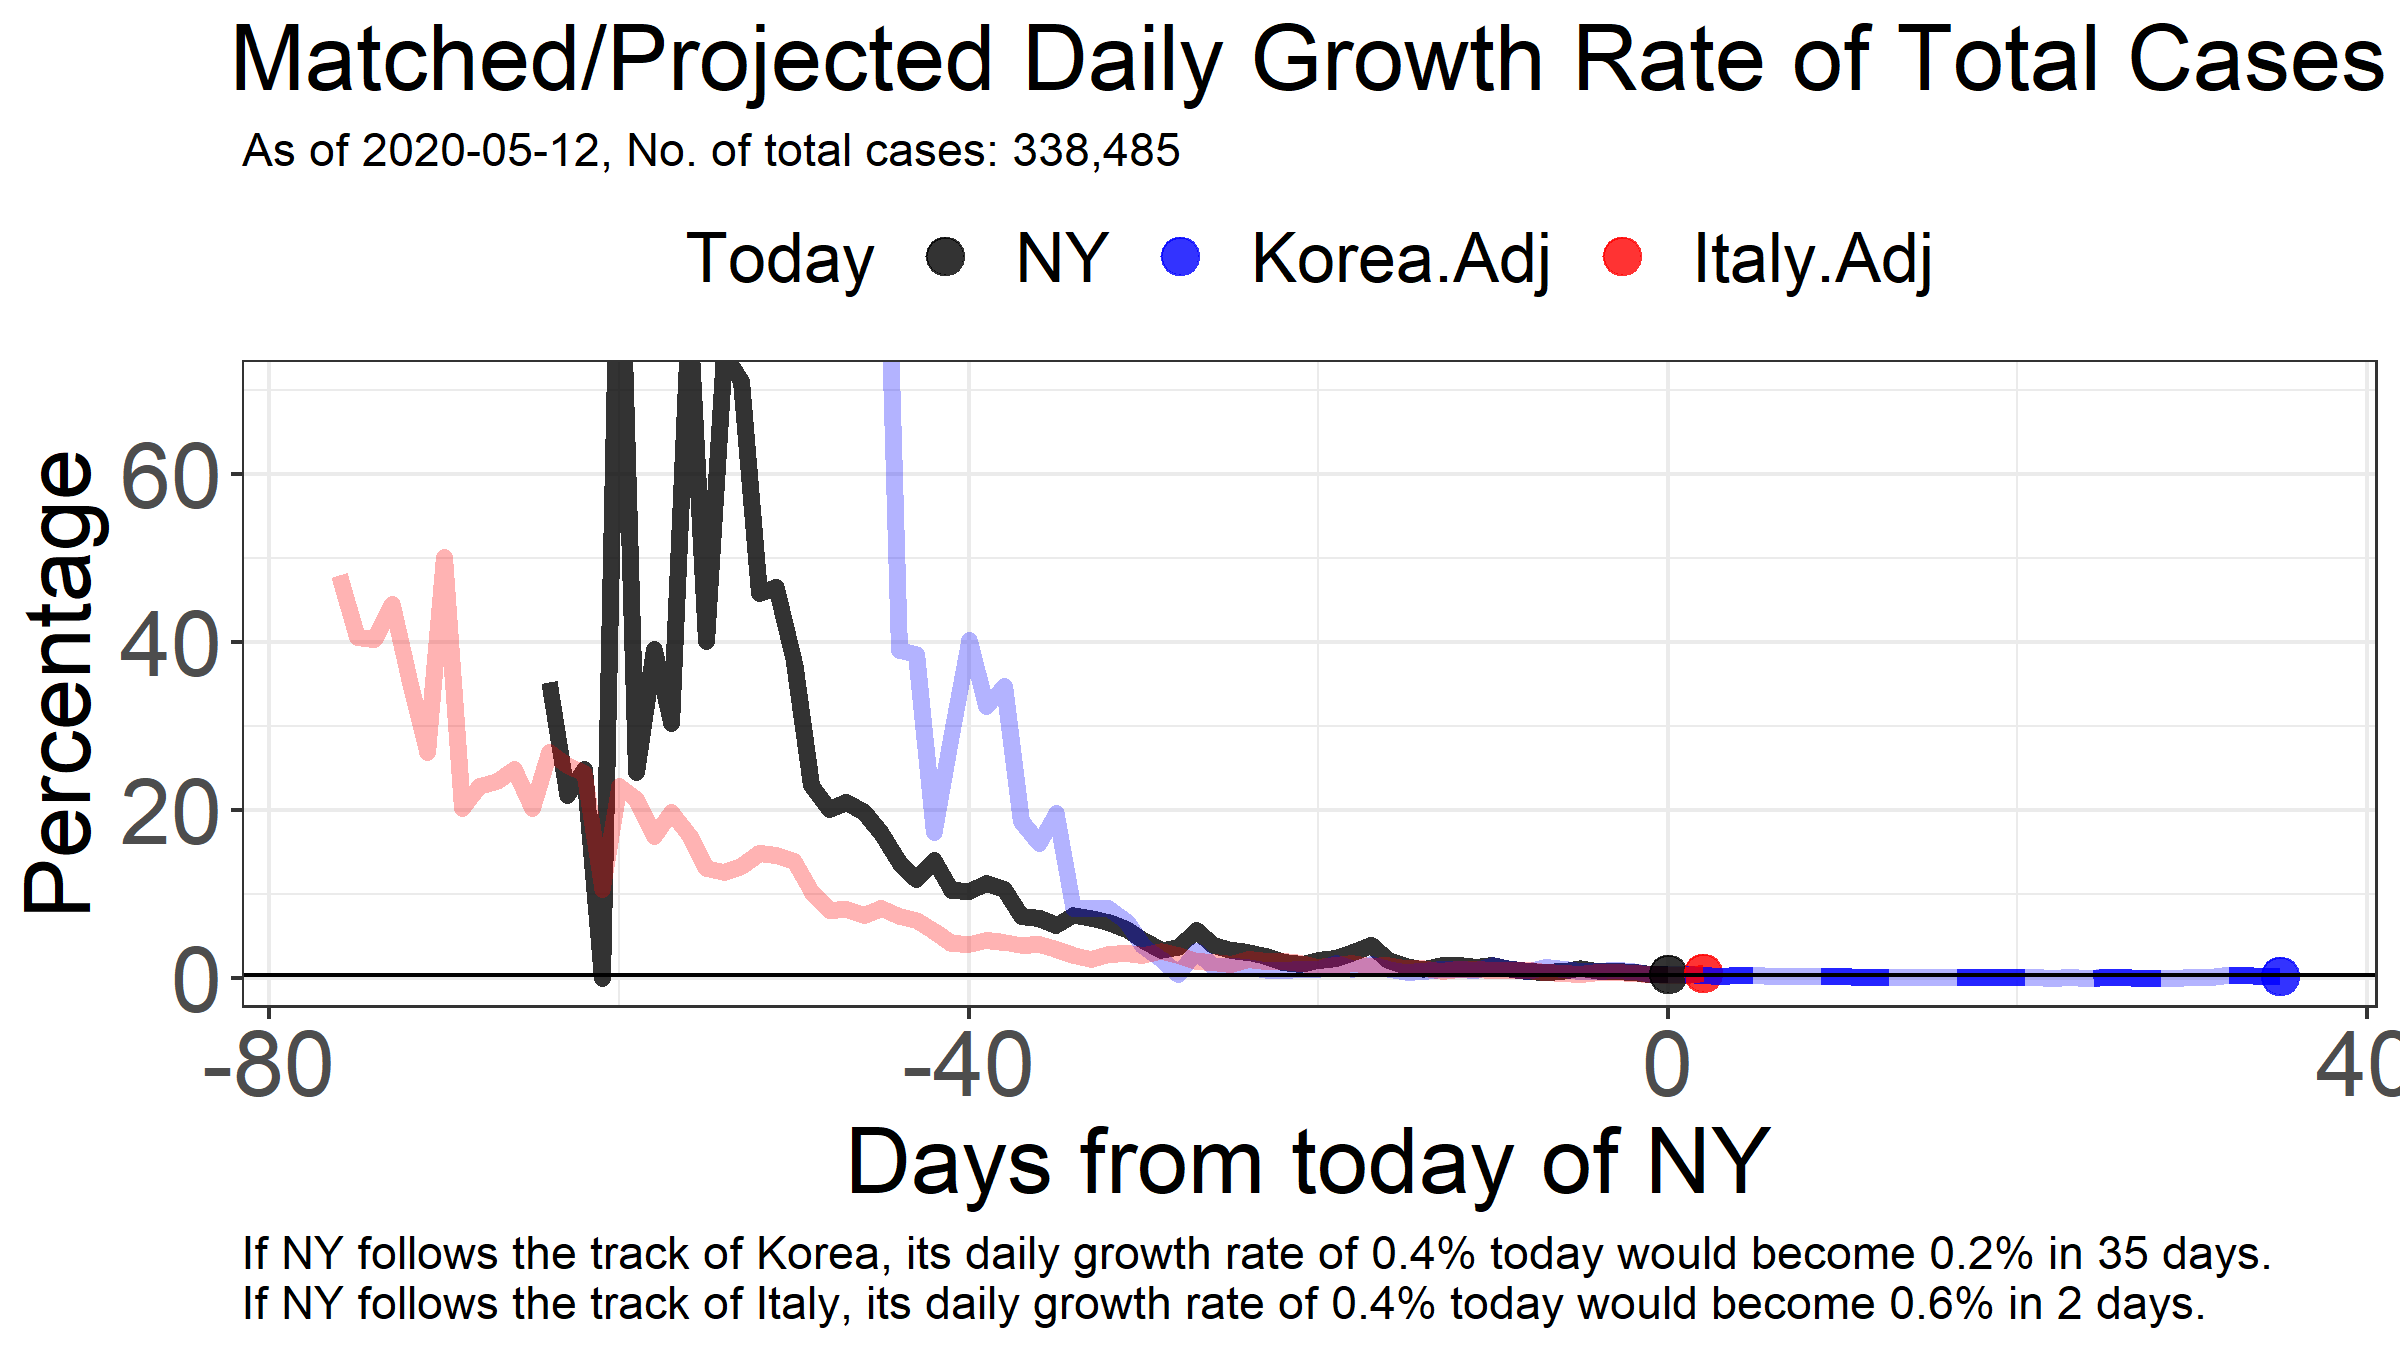 Matched/Projected Daily Growth Rate of Total Cases
As of 2020-05-12, No. of total cases: 338,485
Today NY Korea.Adj Italy.Adj
Percentage
60
40
20
0
-80 -40 0 40
Days from today of NY
If NY follows the track of Korea, its daily growth rate of 0.4% today would become 0.2% in 35 days.
If NY follows the track of Italy, its daily growth rate of 0.4% today would become 0.6% in 2 days.